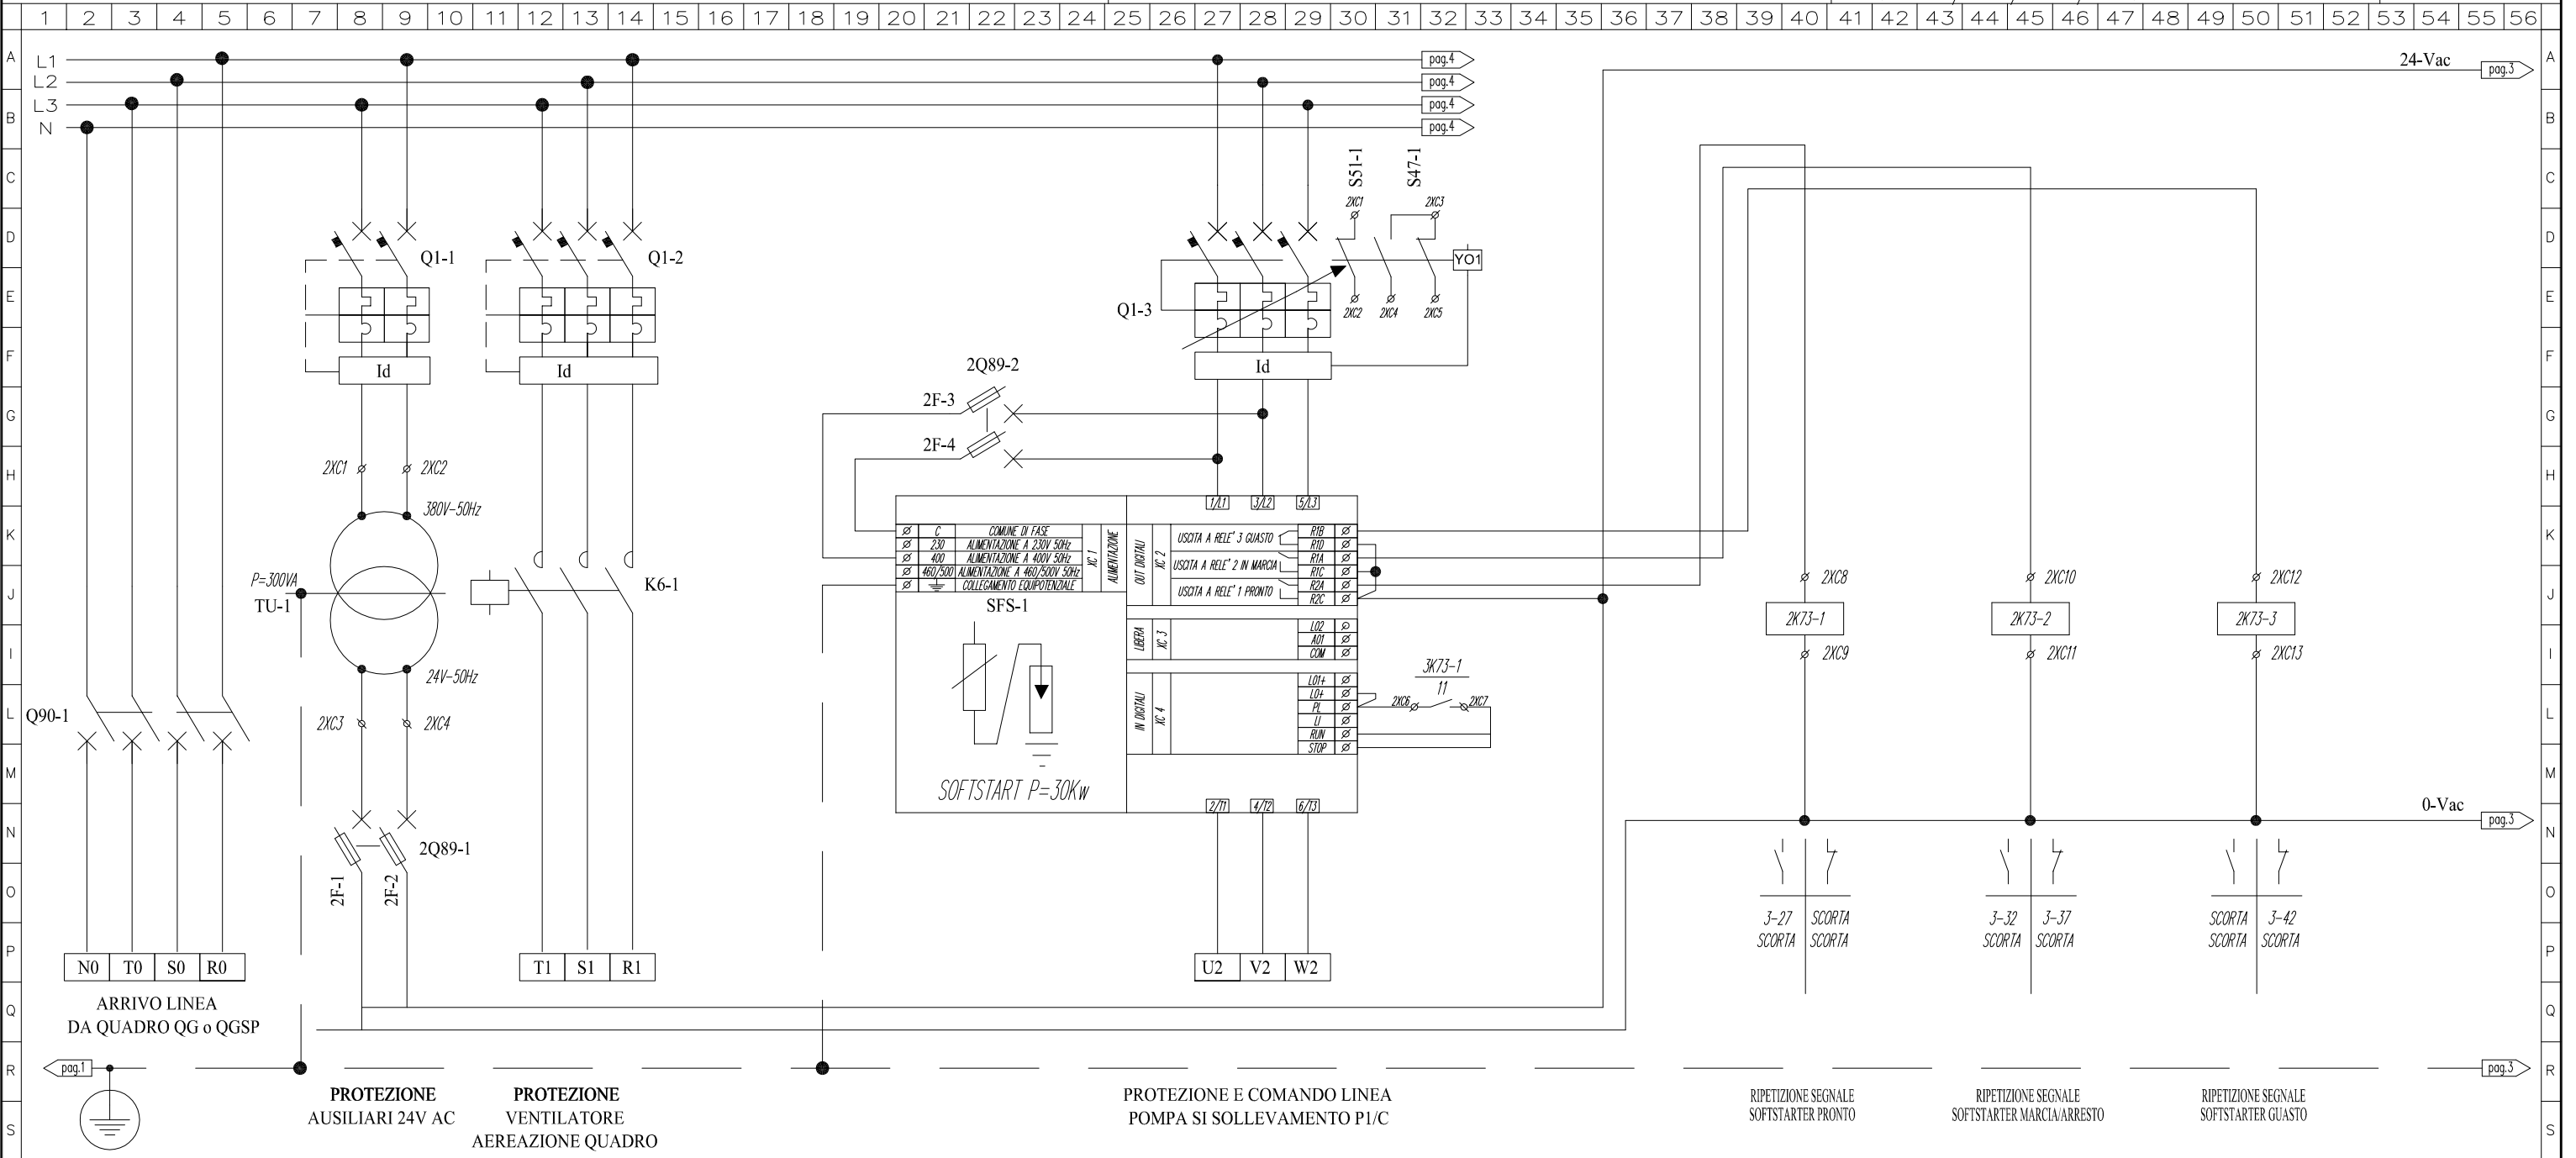 1 2 3 4 5 6 7 8 9 10 11 12 13 14 15 16 17 18 19 20 21 22 23 24 25 26 27 28 29 30 31 32 33 34 35 36 37 38 39 40 41 42 43 44 45 46 47 48 49 50 51 52 53 54 55 56
A L1 pag.4 24-Vac pag.3 A
L2 pag.4
L3 pag.4
B N pag.4 B
C S51-1 S47-1 C
2XC1 2XC3
D D
Q1-1 Q1-2 YO1
E Q1-3 2XC2 2XC4 2XC5 E
F Id Id Id F
2Q89-2
G 2F-3 G
2F-4
H 2XC1 2XC2 H
380V-50Hz
1/L1 3/L2 5/L3
K K
C COMUNE DI FASE
230 ALIMENTAZIONE A 230V 50Hz
400 ALIMENTAZIONE A 400V 50Hz
460/500 ALIMENTAZIONE A 460/500V 50Hz
COLLEGAMENTO EQUIPOTENZIALE
XC 1
ALIMENTAZIONE
OUT DIGITALI
XC 2
USCITA A RELE' 3 GUASTO
USCITA A RELE' 2 IN MARCIA
USCITA A RELE' 1 PRONTO
R1B
R1D
R1A
R1C
R2A
R2C
J P=300VA J
TU-1 K6-1 SFS-1
2XC8 2XC10 2XC12
2K73-1 2K73-2 2K73-3
LIBERA
XC 3
LO2
AO1
COM
I 2XC9 2XC11 2XC13 I
24V-50Hz
3K73-1
11
IN DIGITALI
XC 4
LO1+
LO+
PL
LI
RUN
STOP
2XC6 2XC7
L Q90-1 L
2XC3 2XC4
M SOFTSTART P=30Kw M
2/T1 4/T2 6/T3
0-Vac pag.3
N N
2Q89-1
O 2F-1 2F-2 O
3-27 SCORTA 3-32 3-37 SCORTA 3-42
SCORTA SCORTA SCORTA SCORTA SCORTA SCORTA
P N0 T0 S0 R0 T1 S1 R1 U2 V2 W2 P
Q ARRIVO LINEA Q
DA QUADRO QG o QGSP
R pag.1 pag.3 R
PROTEZIONE
AUSILIARI 24V AC
PROTEZIONE
VENTILATORE
AEREAZIONE QUADRO
PROTEZIONE E COMANDO LINEA
POMPA SI SOLLEVAMENTO P1/C
RIPETIZIONE SEGNALE
SOFTSTARTER PRONTO
RIPETIZIONE SEGNALE
SOFTSTARTER MARCIA/ARRESTO
RIPETIZIONE SEGNALE
SOFTSTARTER GUASTO
S S